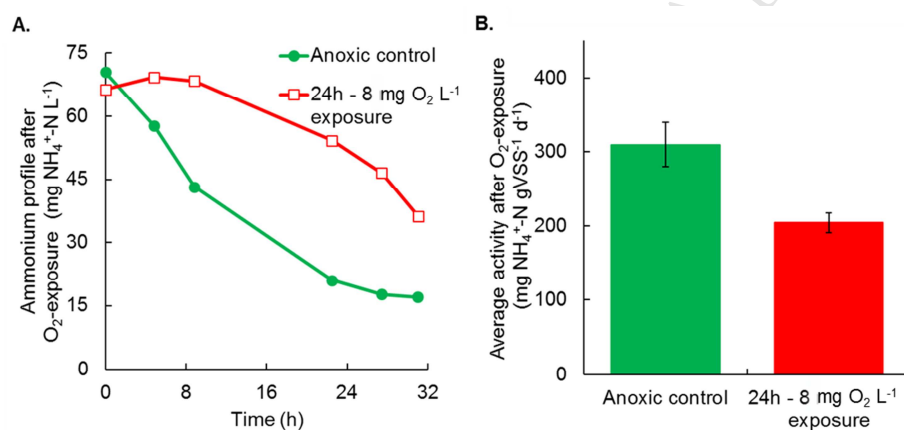 A.
Ammonium profile after
O₂-exposure (mg NH₄⁺-N L⁻¹)
75
60
45
30
15
0
0 8 16 24 32
Time (h)
Anoxic control
24h - 8 mg O₂ L⁻¹
exposure
B.
Average activity after O₂-exposure
(mg NH₄⁺-N gVSS⁻¹ d⁻¹)
400
300
200
100
0
Anoxic control
24h - 8 mg O₂ L⁻¹
exposure